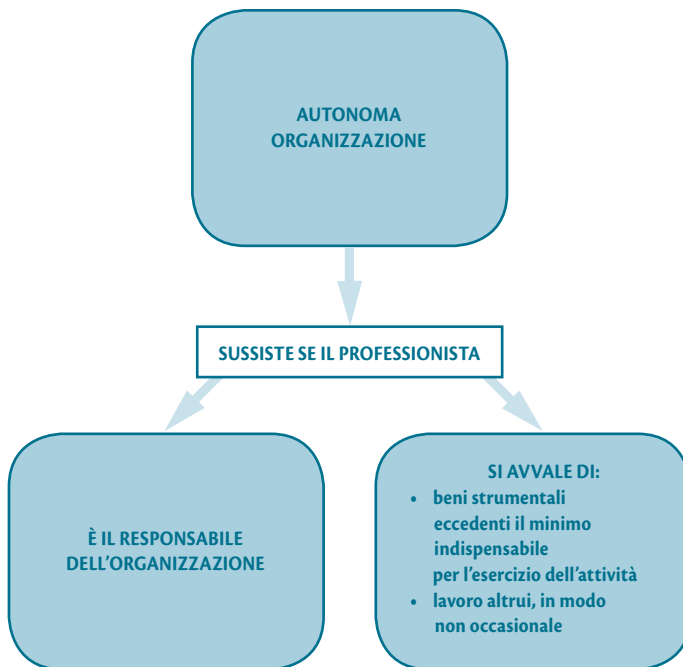 AUTONOMA
ORGANIZZAZIONE
SUSSISTE SE IL PROFESSIONISTA
È IL RESPONSABILE
DELL'ORGANIZZAZIONE
SI AVVALE DI:
• beni strumentali
eccedenti il minimo
indispensabile
per l'esercizio dell'attività
• lavoro altrui, in modo
non occasionale